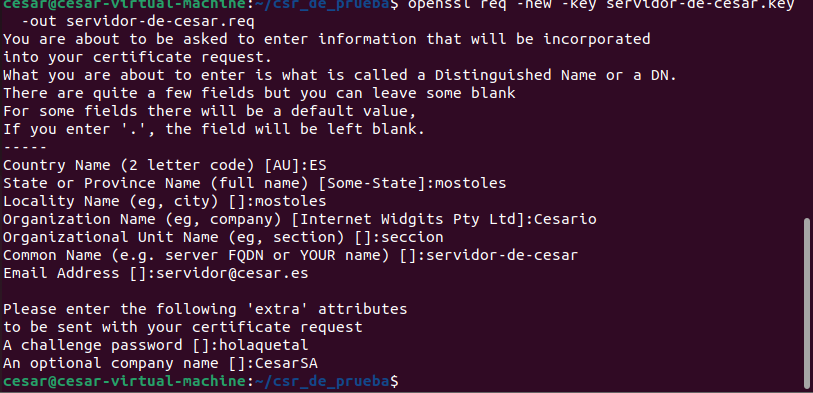 cesar@cesar-virtual-machine:~/csr_de_prueba$ openssl req -new -key servidor-de-cesar.key
-out servidor-de-cesar.req
You are about to be asked to enter information that will be incorporated
into your certificate request.
What you are about to enter is what is called a Distinguished Name or a DN.
There are quite a few fields but you can leave some blank
For some fields there will be a default value,
If you enter '.', the field will be left blank.
-----
Country Name (2 letter code) [AU]:ES
State or Province Name (full name) [Some-State]:mostoles
Locality Name (eg, city) []:mostoles
Organization Name (eg, company) [Internet Widgits Pty Ltd]:Cesario
Organizational Unit Name (eg, section) []:seccion
Common Name (e.g. server FQDN or YOUR name) []:servidor-de-cesar
Email Address []:servidor@cesar.es

Please enter the following 'extra' attributes
to be sent with your certificate request
A challenge password []:holaquetal
An optional company name []:CesarSA
cesar@cesar-virtual-machine:~/csr_de_prueba$